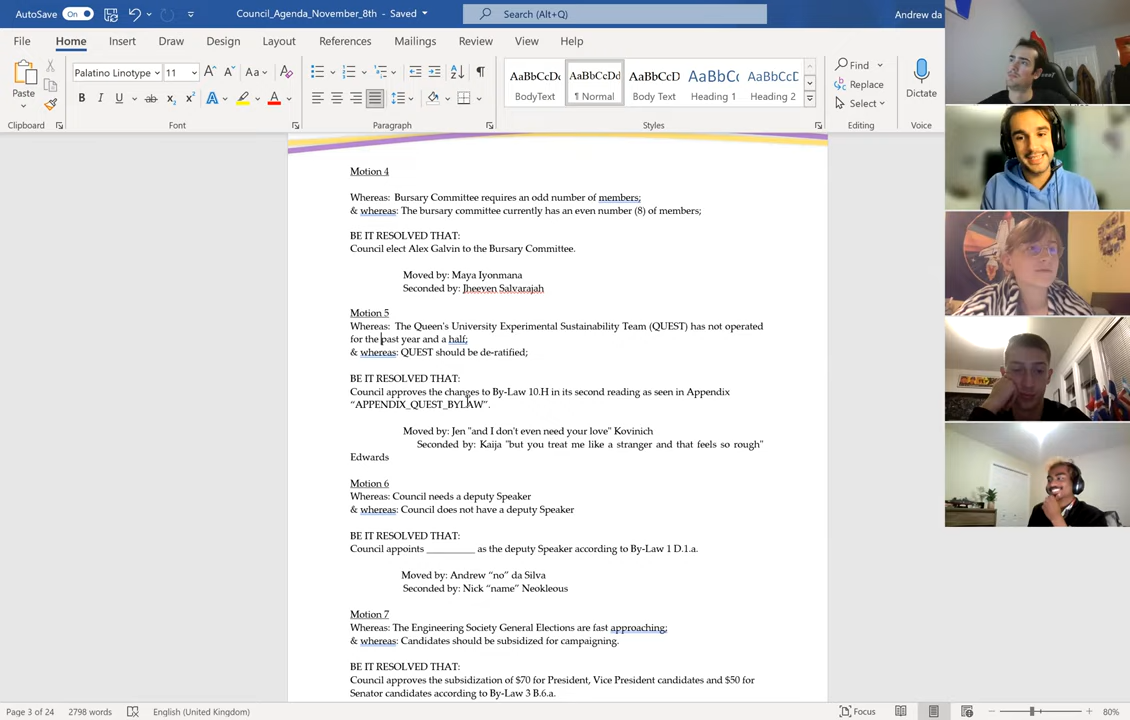 AutoSave On Council_Agenda_November_8th - Saved Search (Alt+Q) Andrew da
File Home Insert Draw Design Layout References Mailings Review View Help
Paste
Clipboard
Palatino Linotype 11 A A Aa A
B I U ab x2 x2 A A
Font
Paragraph
AaBbCcDc AaBbCcDd AaBbCcD AaBbCc AaBbCcD
BodyText ¶ Normal Body Text Heading 1 Heading 2
Styles
Find
Replace
Select
Editing
Dictate
Voice
Motion 4
Whereas: Bursary Committee requires an odd number of members;
& whereas: The bursary committee currently has an even number (8) of members;
BE IT RESOLVED THAT:
Council elect Alex Galvin to the Bursary Committee.
Moved by: Maya Iyonmana
Seconded by: Jheeven Salvarajah
Motion 5
Whereas: The Queen's University Experimental Sustainability Team (QUEST) has not operated
for the past year and a half;
& whereas: QUEST should be de-ratified;
BE IT RESOLVED THAT:
Council approves the changes to By-Law 10.H in its second reading as seen in Appendix
“APPENDIX_QUEST_BYLAW”.
Moved by: Jen "and I don't even need your love" Kovinich
Seconded by: Kaija "but you treat me like a stranger and that feels so rough"
Edwards
Motion 6
Whereas: Council needs a deputy Speaker
& whereas: Council does not have a deputy Speaker
BE IT RESOLVED THAT:
Council appoints __________ as the deputy Speaker according to By-Law 1 D.1.a.
Moved by: Andrew “no” da Silva
Seconded by: Nick “name” Neokleous
Motion 7
Whereas: The Engineering Society General Elections are fast approaching;
& whereas: Candidates should be subsidized for campaigning.
BE IT RESOLVED THAT:
Council approves the subsidization of $70 for President, Vice President candidates and $50 for
Senator candidates according to By-Law 3 B.6.a.
Page 3 of 24 2798 words English (United Kingdom) Focus 80%